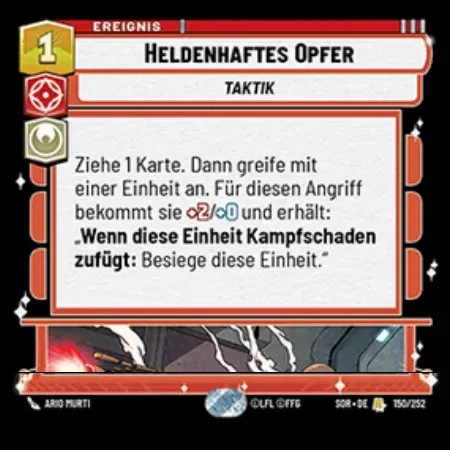 EREIGNIS
1
HELDENHAFTES OPFER
TAKTIK
Ziehe 1 Karte. Dann greife mit
einer Einheit an. Für diesen Angriff
bekommt sie +2/+0 und erhält:
„Wenn diese Einheit Kampfschaden
zufügt: Besiege diese Einheit.“
ARIO MURTI
©LFL ©FFG
SOR • DE
150/252